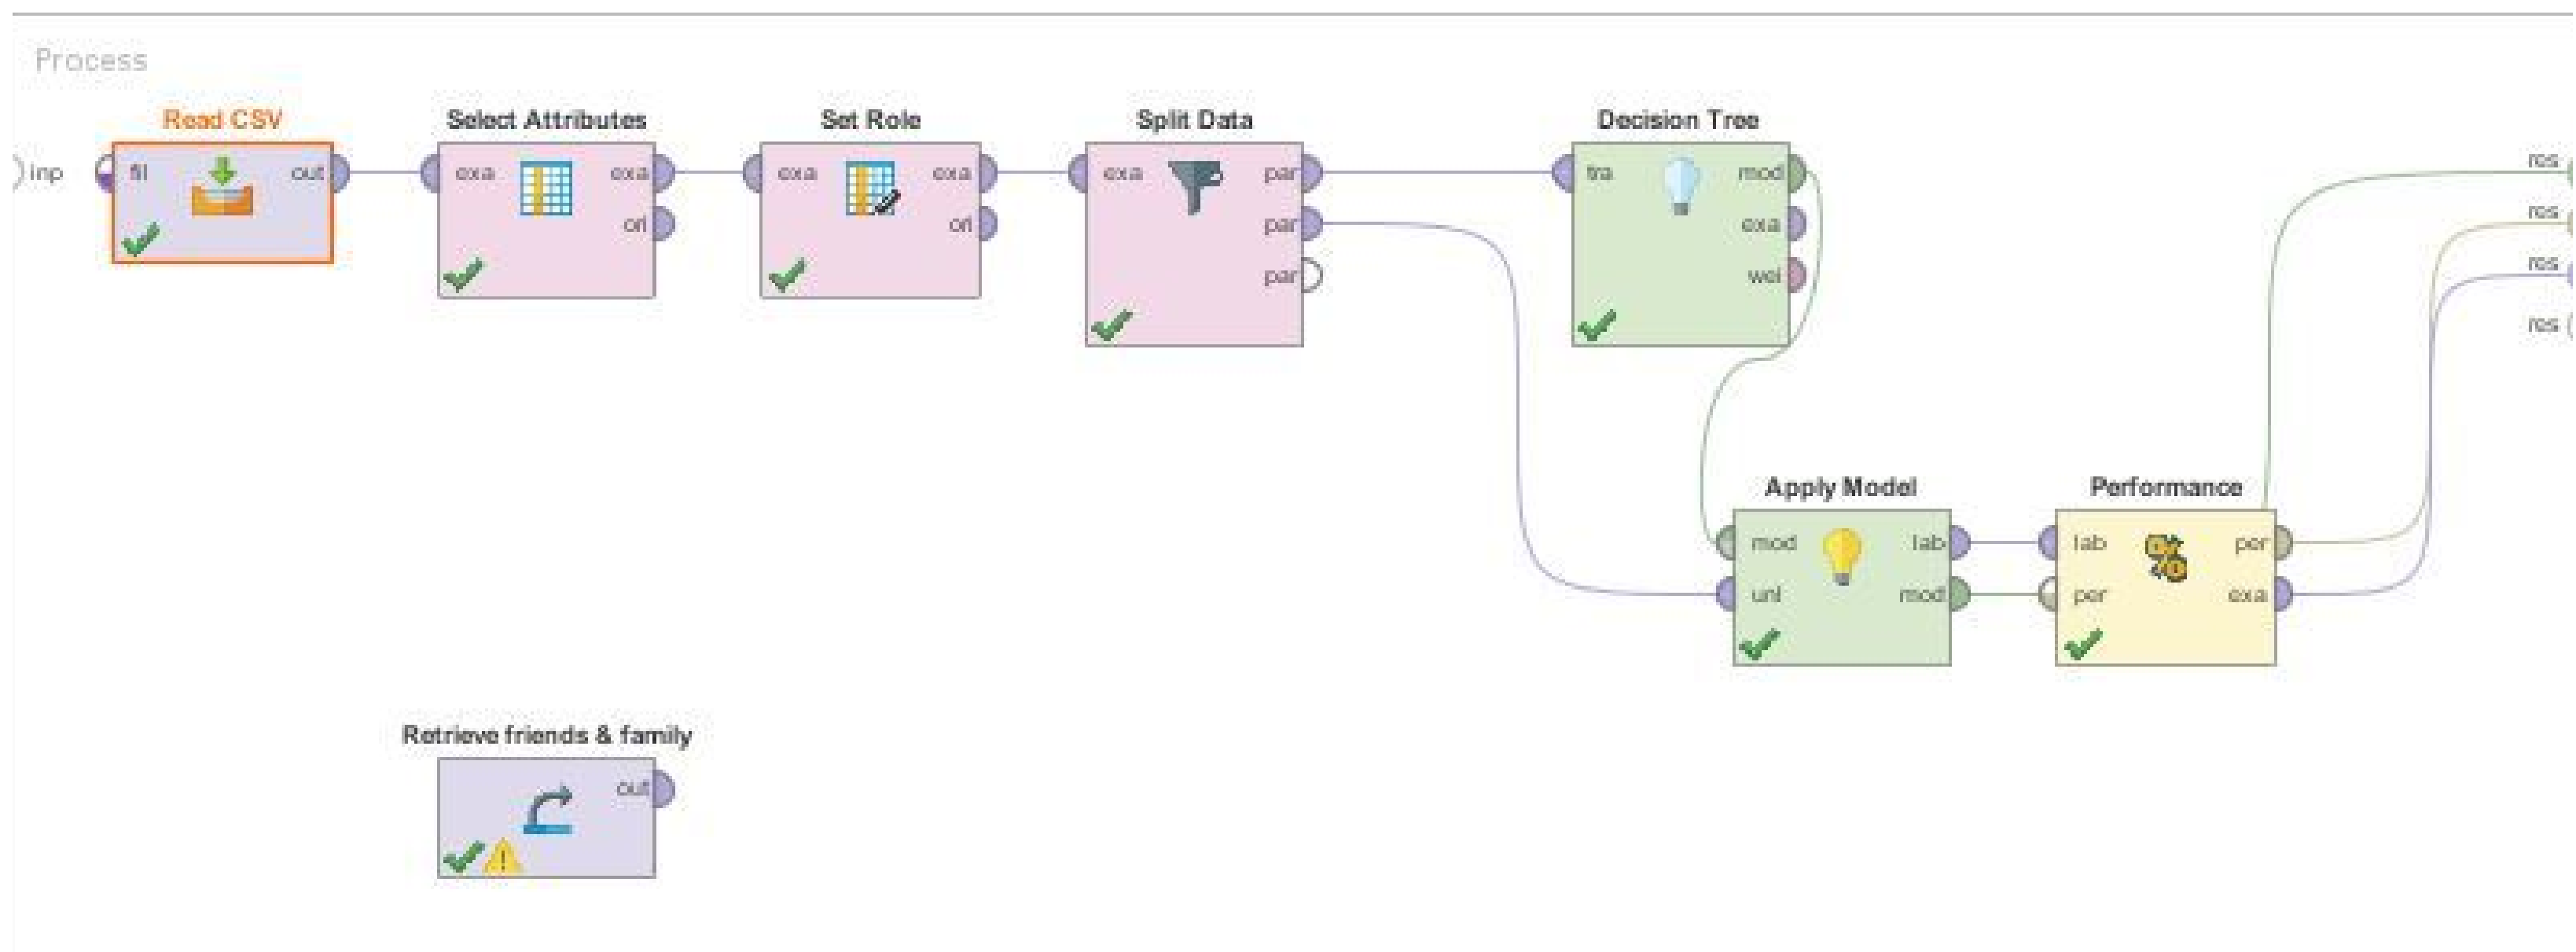 Process
Read CSV
Select Attributes
Set Role
Split Data
Decision Tree
inp
fil
out
exa
exa
ori
exa
exa
ori
exa
par
par
par
tra
mod
exa
wei
res
res
res
res
Apply Model
Performance
mod
lab
unl
mod
lab
per
per
exa
Retrieve friends & family
out